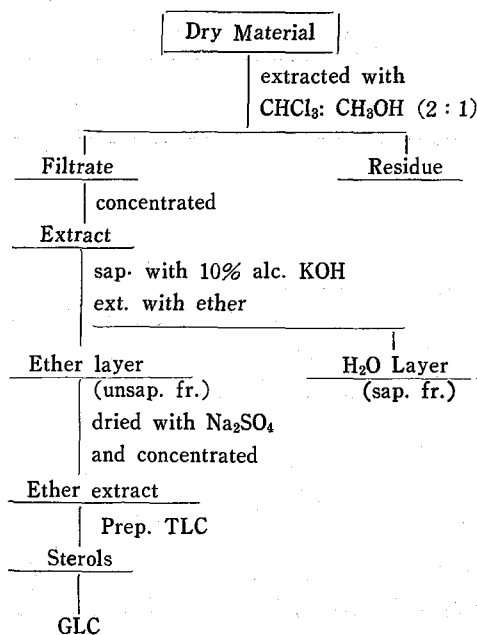 Dry Material
extracted with
CHCl₃: CH₃OH (2 : 1)
Filtrate
Residue
concentrated
Extract
sap· with 10% alc. KOH
ext. with ether
Ether layer
H₂O Layer
(unsap. fr.)
(sap. fr.)
dried with Na₂SO₄
and concentrated
Ether extract
Prep. TLC
Sterols
GLC